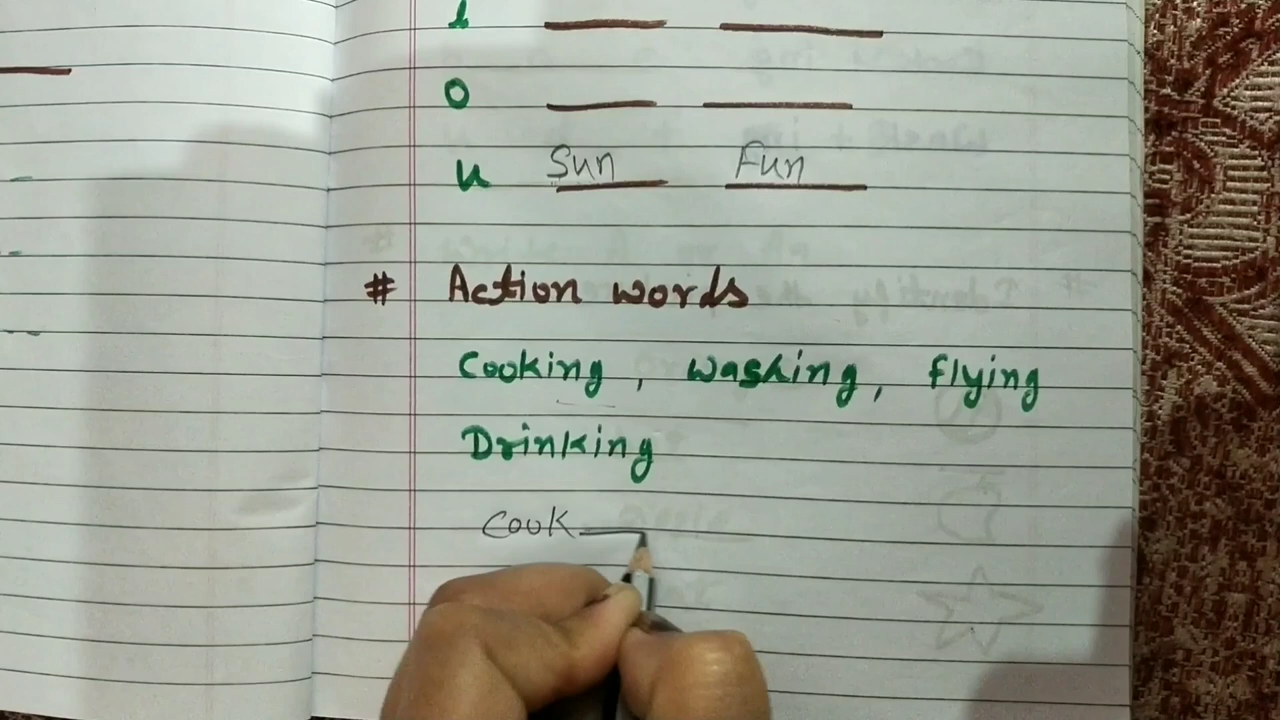 i
o
u Sun Fun
# Action words
Cooking, washing, flying
Drinking
Cook